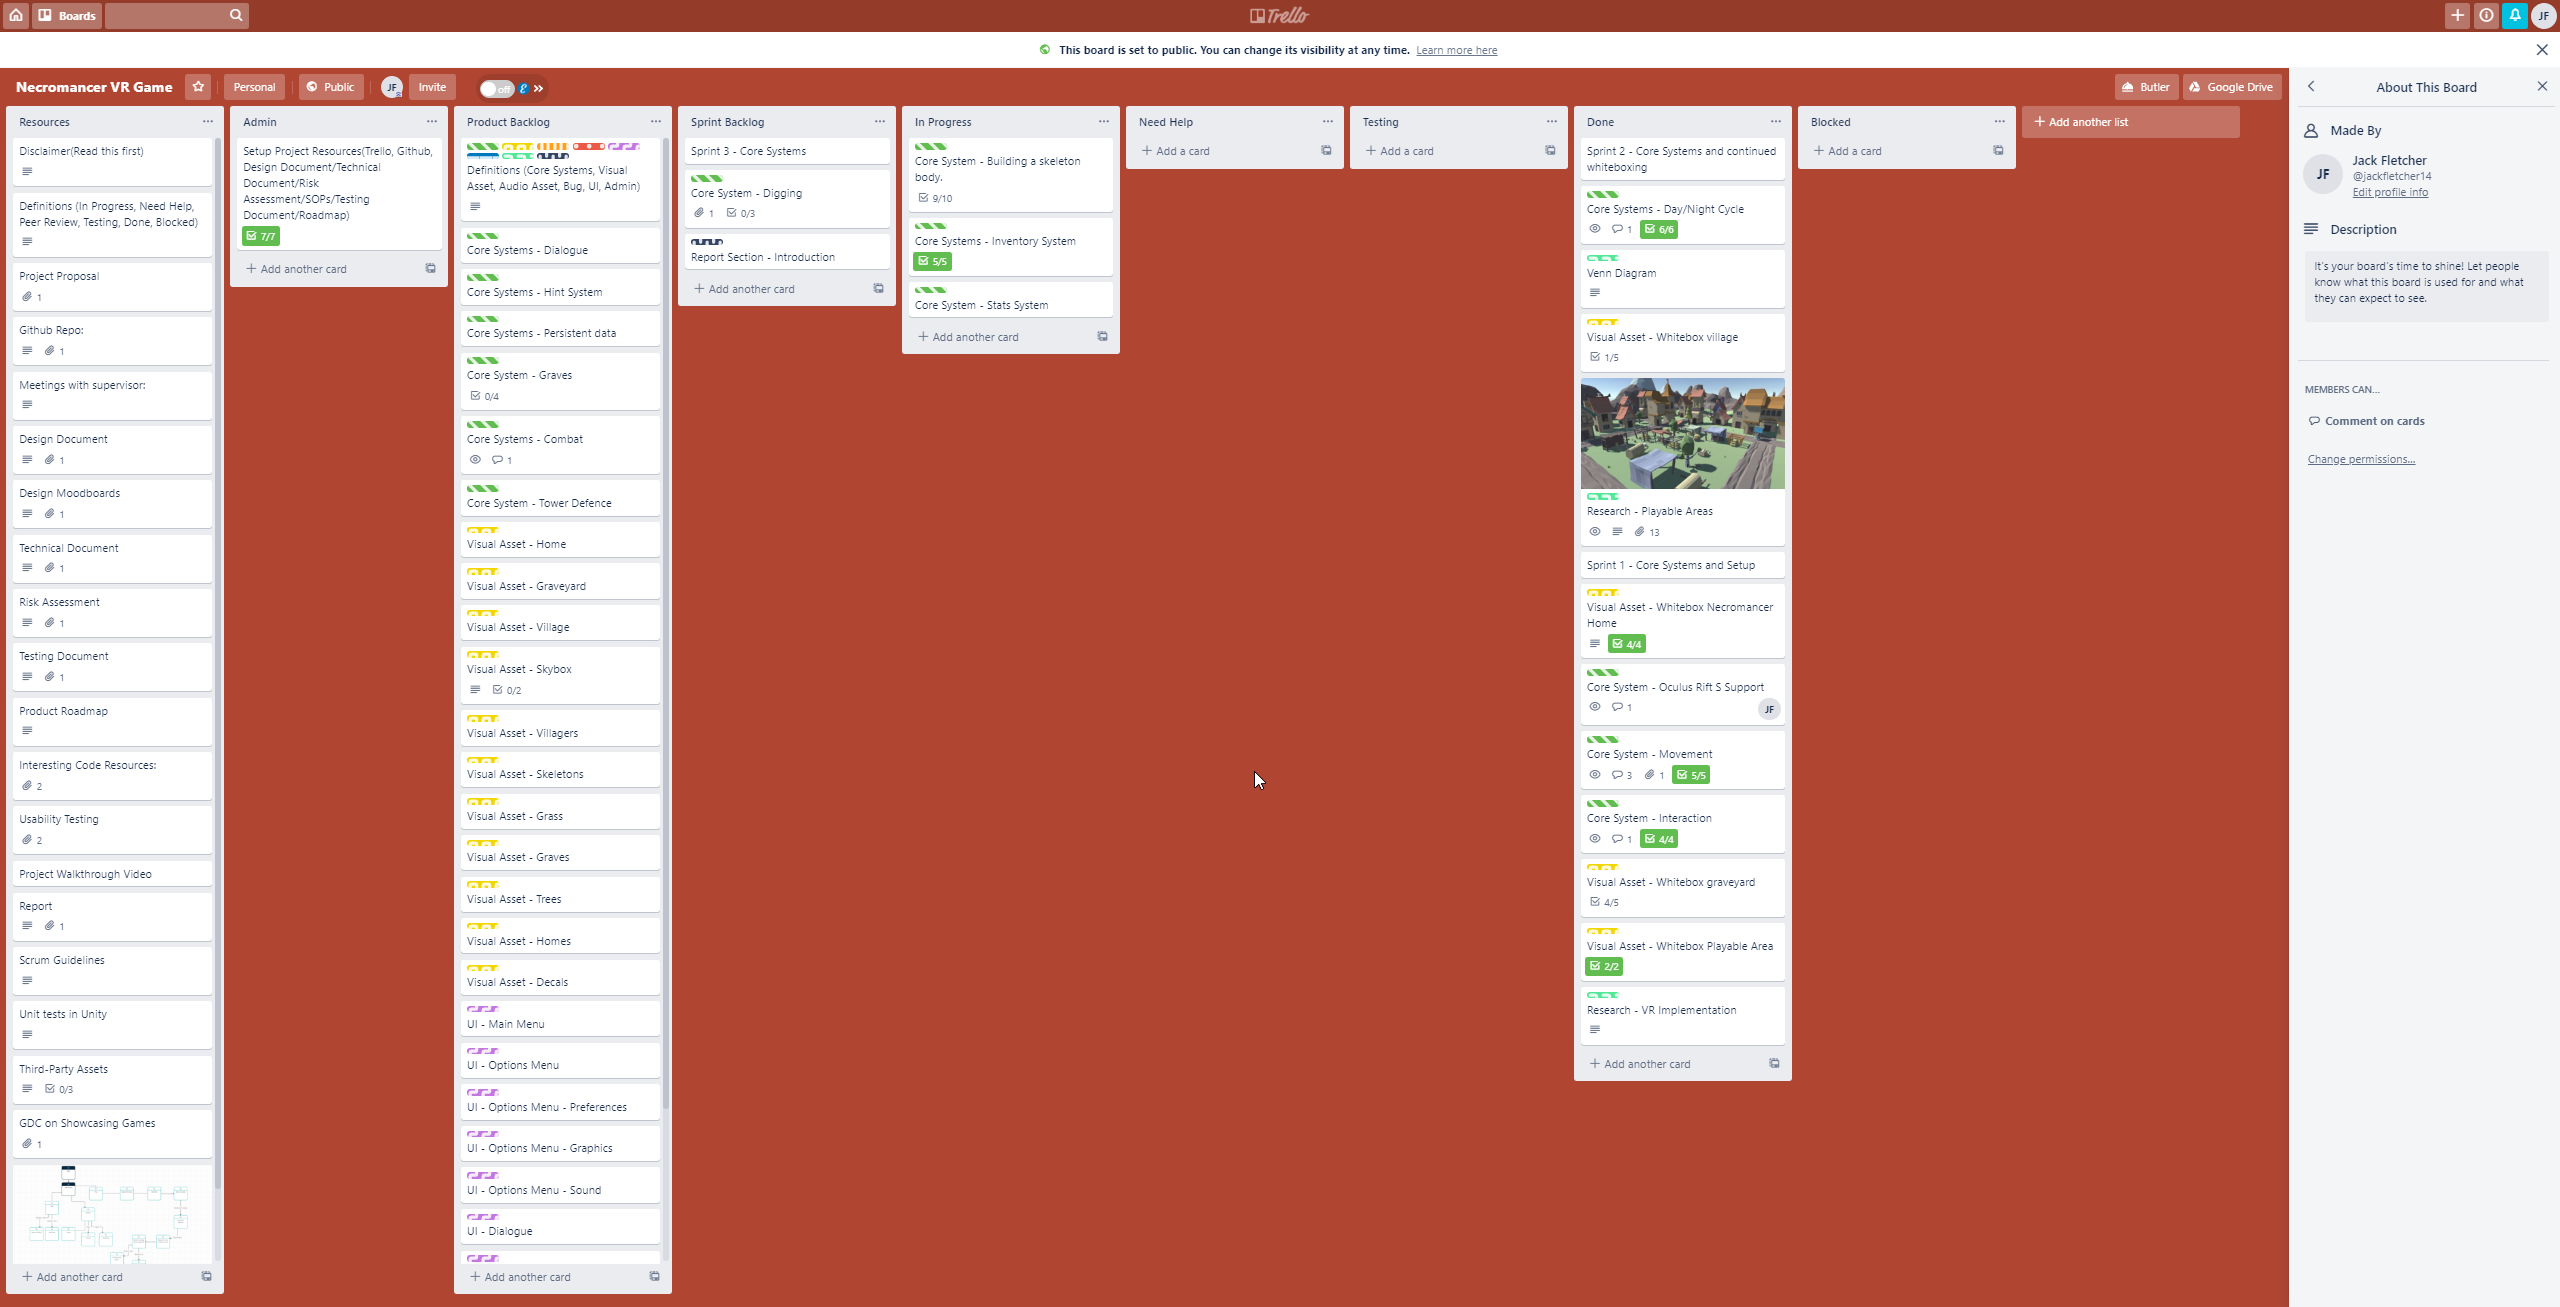 Boards
Trello
JF
This board is set to public. You can change its visibility at any time. Learn more here
Necromancer VR Game
Personal
Public
JF
Invite
off
Butler
Google Drive
Resources
Disclaimer(Read this first)
Definitions (In Progress, Need Help,
Peer Review, Testing, Done, Blocked)
Project Proposal
1
Github Repo:
1
Meetings with supervisor:
Design Document
1
Design Moodboards
1
Technical Document
1
Risk Assessment
1
Testing Document
1
Product Roadmap
Interesting Code Resources:
2
Usability Testing
2
Project Walkthrough Video
Report
1
Scrum Guidelines
Unit tests in Unity
Third-Party Assets
0/3
GDC on Showcasing Games
1
+ Add another card
Admin
Setup Project Resources(Trello, Github,
Design Document/Technical
Document/Risk
Assessment/SOPs/Testing
Document/Roadmap)
7/7
+ Add another card
Product Backlog
Definitions (Core Systems, Visual
Asset, Audio Asset, Bug, UI, Admin)
Core Systems - Dialogue
Core Systems - Hint System
Core Systems - Persistent data
Core System - Graves
0/4
Core Systems - Combat
1
Core System - Tower Defence
Visual Asset - Home
Visual Asset - Graveyard
Visual Asset - Village
Visual Asset - Skybox
0/2
Visual Asset - Villagers
Visual Asset - Skeletons
Visual Asset - Grass
Visual Asset - Graves
Visual Asset - Trees
Visual Asset - Homes
Visual Asset - Decals
UI - Main Menu
UI - Options Menu
UI - Options Menu - Preferences
UI - Options Menu - Graphics
UI - Options Menu - Sound
UI - Dialogue
+ Add another card
Sprint Backlog
Sprint 3 - Core Systems
Core System - Digging
1 0/3
Report Section - Introduction
+ Add another card
In Progress
Core System - Building a skeleton
body.
9/10
Core Systems - Inventory System
5/5
Core System - Stats System
+ Add another card
Need Help
+ Add a card
Testing
+ Add a card
Done
Sprint 2 - Core Systems and continued
whiteboxing
Core Systems - Day/Night Cycle
1 6/6
Venn Diagram
Visual Asset - Whitebox village
1/5
Research - Playable Areas
13
Sprint 1 - Core Systems and Setup
Visual Asset - Whitebox Necromancer
Home
4/4
Core System - Oculus Rift S Support
1
JF
Core System - Movement
3 1 5/5
Core System - Interaction
1 4/4
Visual Asset - Whitebox graveyard
4/5
Visual Asset - Whitebox Playable Area
2/2
Research - VR Implementation
+ Add another card
Blocked
+ Add a card
+ Add another list
About This Board
Made By
JF
Jack Fletcher
@jackfletcher14
Edit profile info
Description
It's your board's time to shine! Let people
know what this board is used for and what
they can expect to see.
MEMBERS CAN...
Comment on cards
Change permissions...